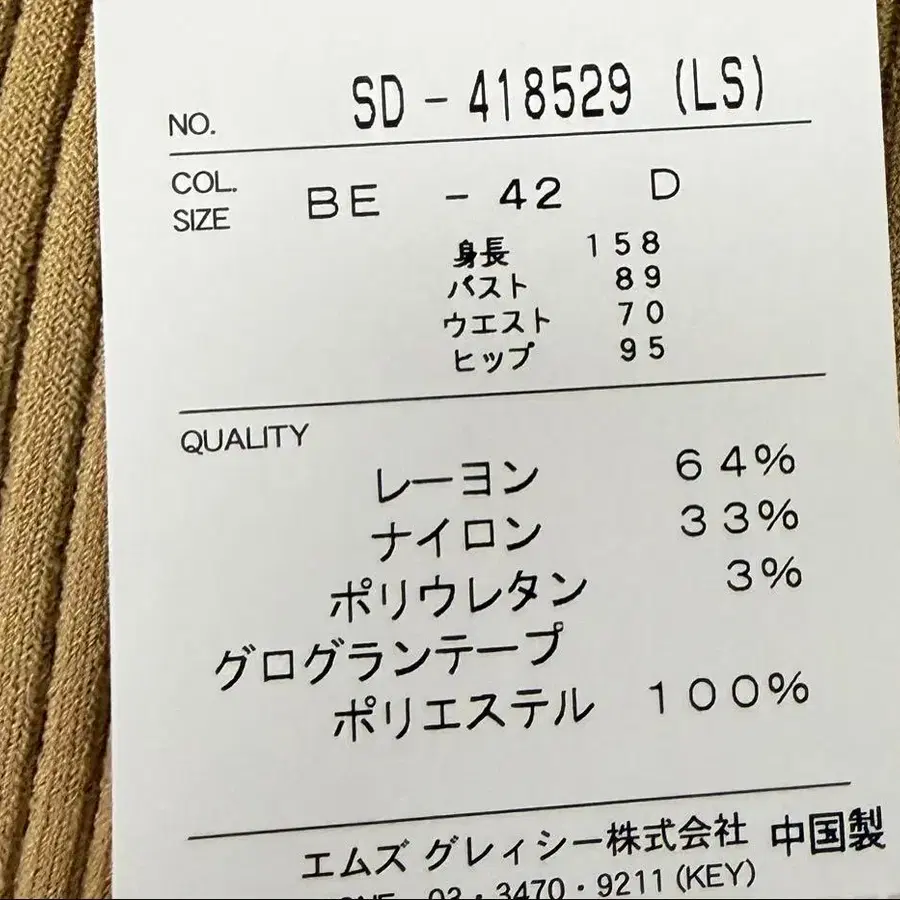 NO. SD-418529 (LS)
COL.
SIZE BE -42 D
身長 158
バスト 89
ウエスト 70
ヒップ 95
QUALITY
レーヨン 64%
ナイロン 33%
ポリウレタン 3%
グログランテープ
ポリエステル 100%
エムズ グレィシー株式会社 中国製
03・3470・9211(KEY)